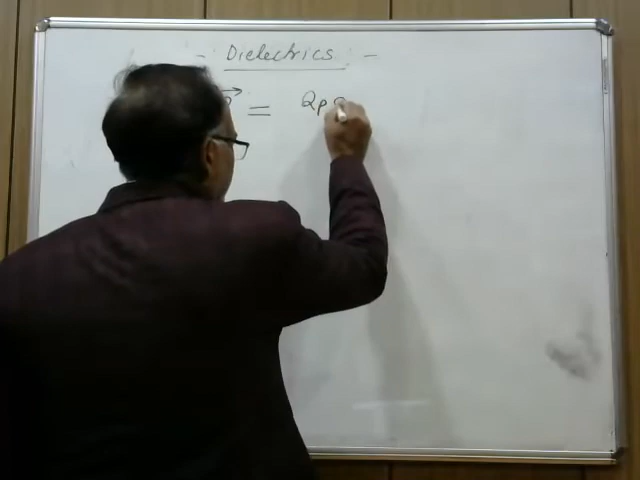 - Dielectrics -
= Qp